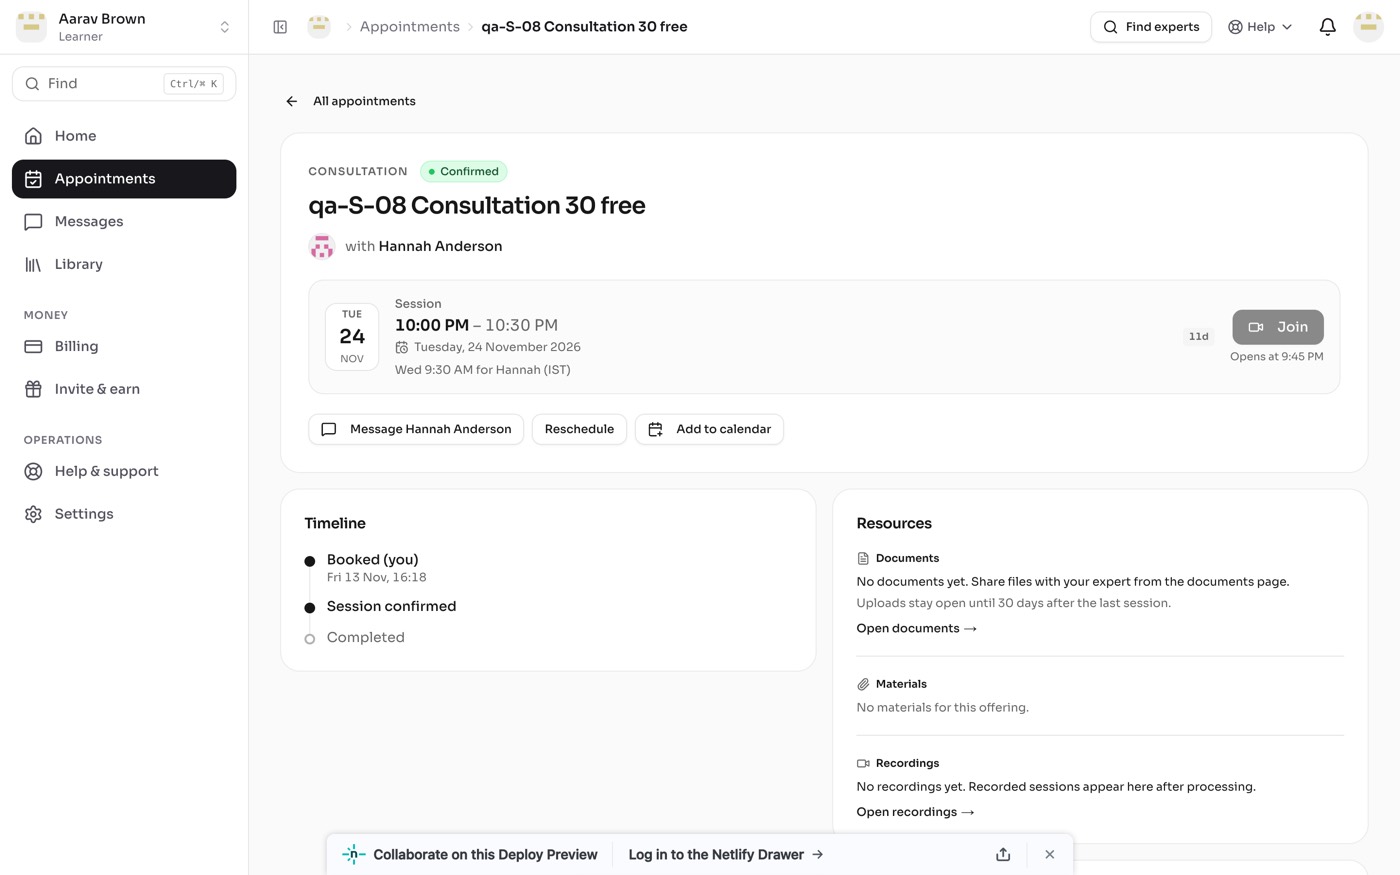 Aarav Brown
Learner
Find
Ctrl/⌘ K
Home
Appointments
Messages
Library
MONEY
Billing
Invite & earn
OPERATIONS
Help & support
Settings
Appointments
qa-S-08 Consultation 30 free
Find experts
Help
All appointments
CONSULTATION
Confirmed
qa-S-08 Consultation 30 free
with Hannah Anderson
TUE
24
NOV
Session
10:00 PM – 10:30 PM
Tuesday, 24 November 2026
Wed 9:30 AM for Hannah (IST)
11d
Join
Opens at 9:45 PM
Message Hannah Anderson
Reschedule
Add to calendar
Timeline
Booked (you)
Fri 13 Nov, 16:18
Session confirmed
Completed
Resources
Documents
No documents yet. Share files with your expert from the documents page.
Uploads stay open until 30 days after the last session.
Open documents →
Materials
No materials for this offering.
Recordings
No recordings yet. Recorded sessions appear here after processing.
Open recordings →
Collaborate on this Deploy Preview
Log in to the Netlify Drawer →